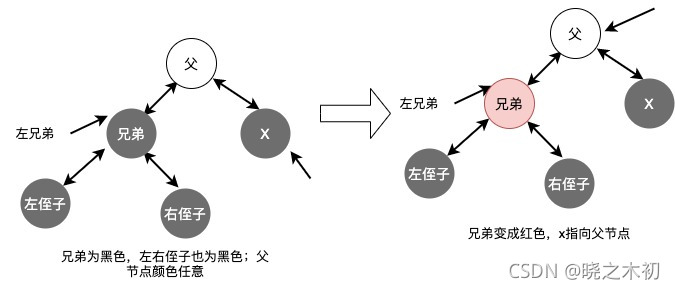 父
左兄弟
兄弟
X
左侄子
右侄子
兄弟为黑色，左右侄子也为黑色；父
节点颜色任意
父
左兄弟
兄弟
X
左侄子
右侄子
兄弟变成红色，x指向父节点
CSDN @晓之木初